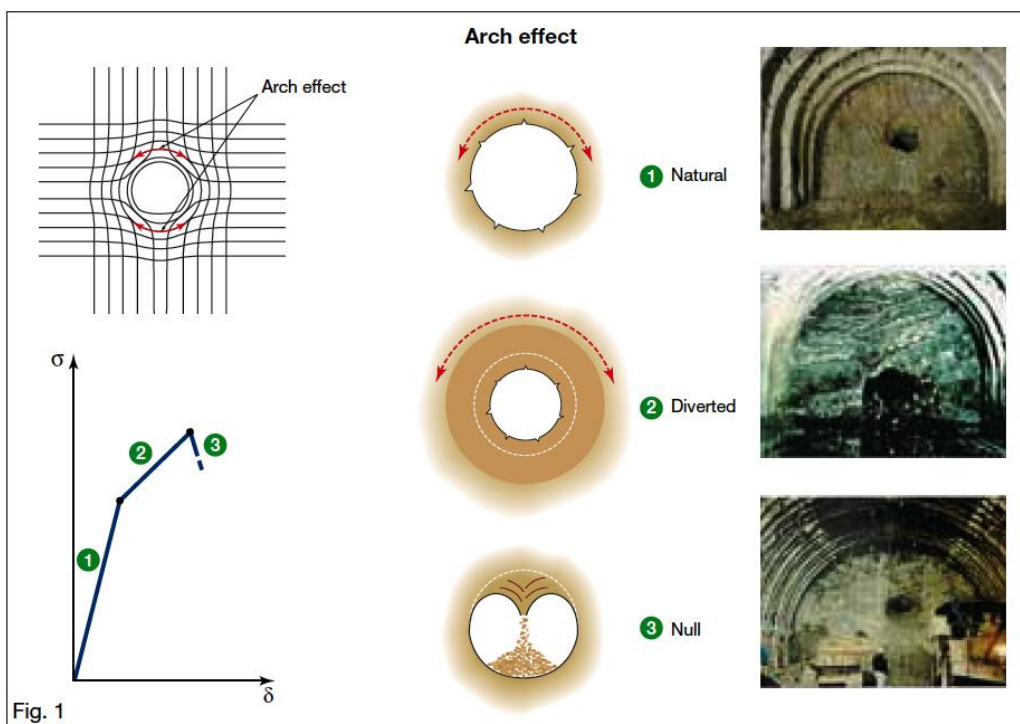 Arch effect
Arch effect
1 Natural
2 Diverted
σ
3
2
1
3 Null
δ
Fig. 1